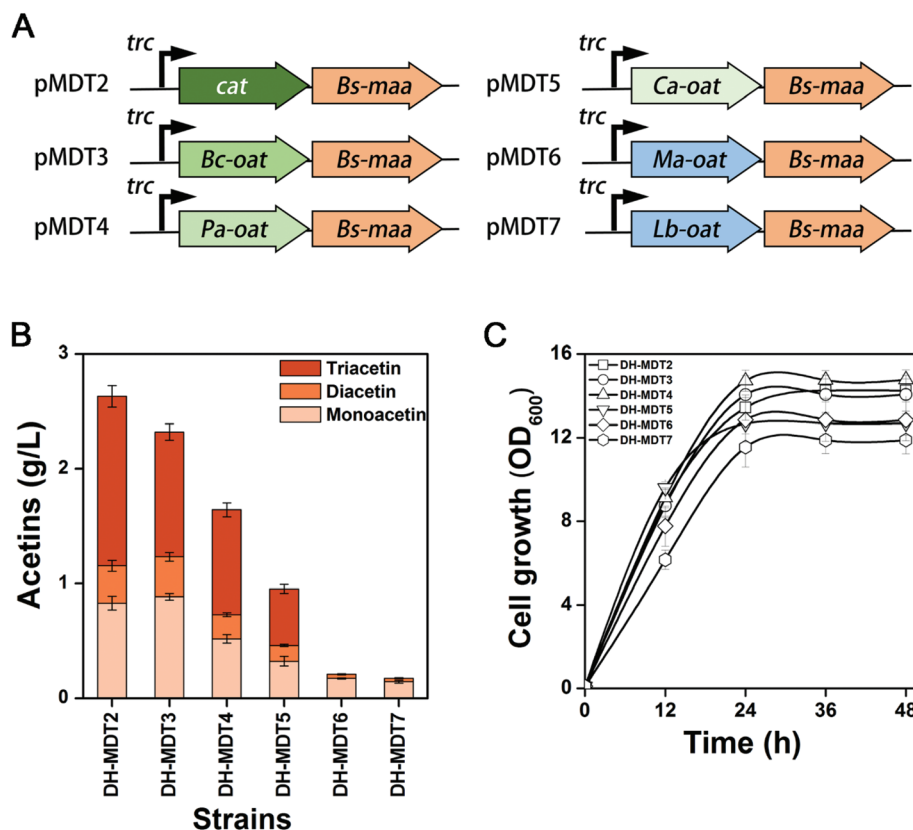 A
trc
trc
pMDT2
cat
Bs-maa
pMDT5
Ca-oat
Bs-maa
trc
trc
pMDT3
Bc-oat
Bs-maa
pMDT6
Ma-oat
Bs-maa
trc
trc
pMDT4
Pa-oat
Bs-maa
pMDT7
Lb-oat
Bs-maa
B
Acetins (g/L)
3
2
1
0
Triacetin
Diacetin
Monoacetin
DH-MDT2
DH-MDT3
DH-MDT4
DH-MDT5
DH-MDT6
DH-MDT7
Strains
C
Cell growth (OD600)
16
12
8
4
0
DH-MDT2
DH-MDT3
DH-MDT4
DH-MDT5
DH-MDT6
DH-MDT7
0 12 24 36 48
Time (h)